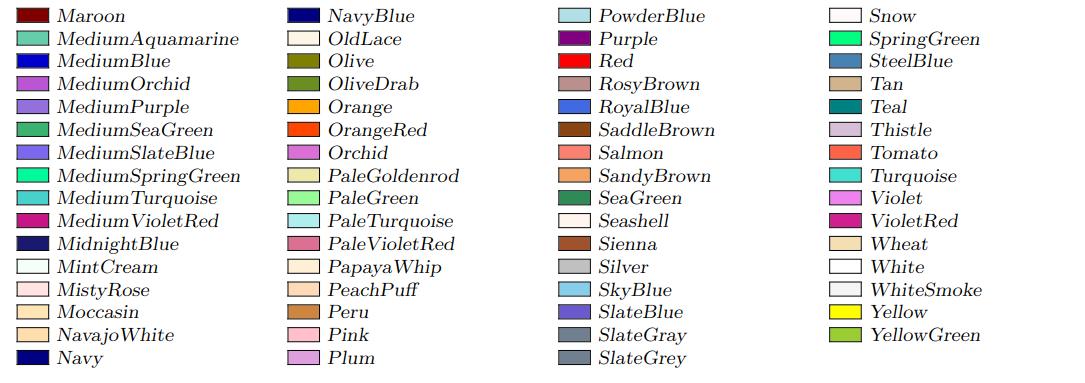 Maroon
MediumAquamarine
MediumBlue
MediumOrchid
MediumPurple
MediumSeaGreen
MediumSlateBlue
MediumSpringGreen
MediumTurquoise
MediumVioletRed
MidnightBlue
MintCream
MistyRose
Moccasin
NavajoWhite
Navy
NavyBlue
OldLace
Olive
OliveDrab
Orange
OrangeRed
Orchid
PaleGoldenrod
PaleGreen
PaleTurquoise
PaleVioletRed
PapayaWhip
PeachPuff
Peru
Pink
Plum
PowderBlue
Purple
Red
RosyBrown
RoyalBlue
SaddleBrown
Salmon
SandyBrown
SeaGreen
Seashell
Sienna
Silver
SkyBlue
SlateBlue
SlateGray
SlateGrey
Snow
SpringGreen
SteelBlue
Tan
Teal
Thistle
Tomato
Turquoise
Violet
VioletRed
Wheat
White
WhiteSmoke
Yellow
YellowGreen